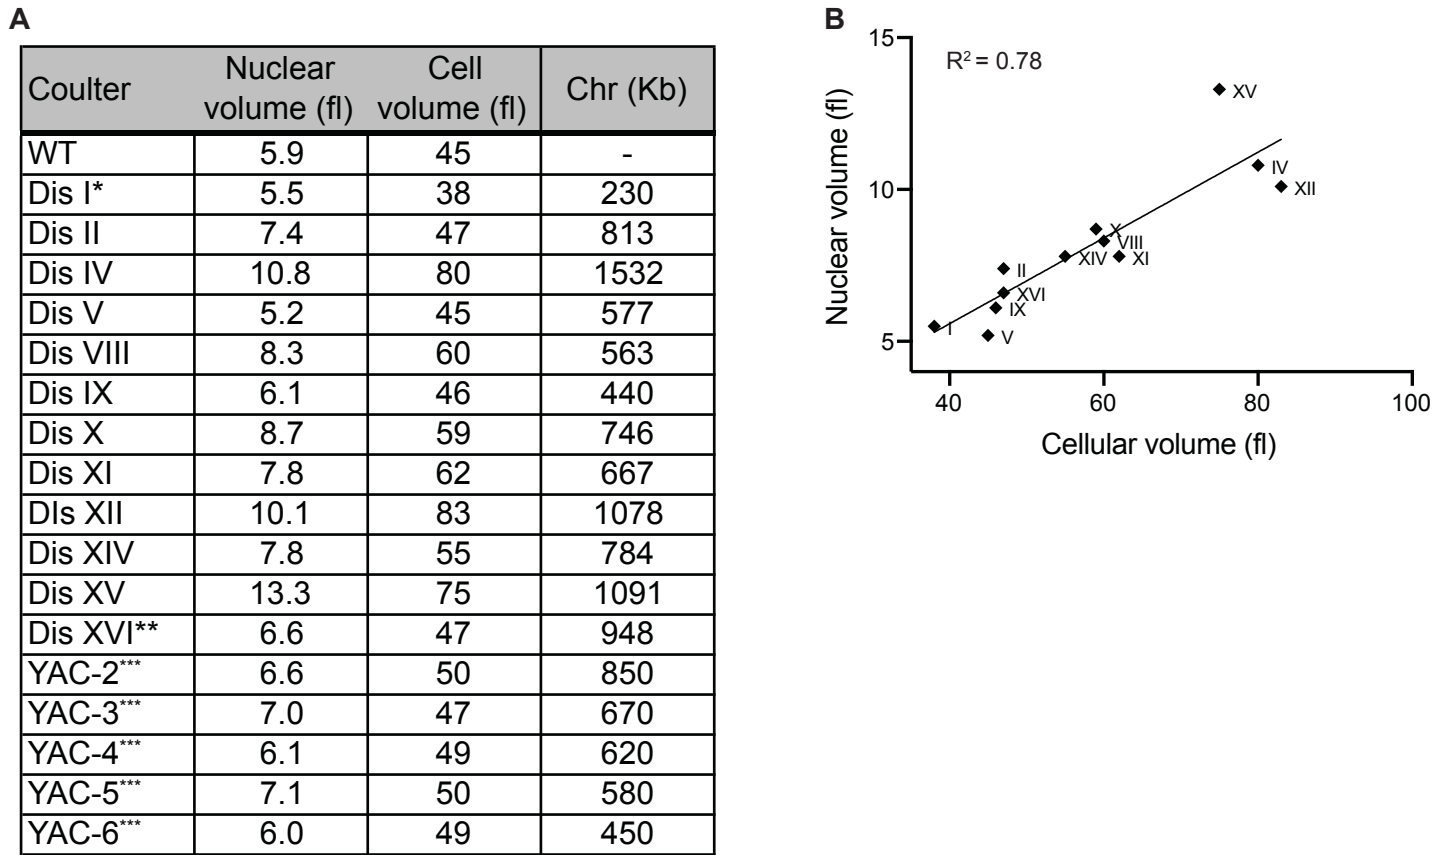 A
Coulter Nuclear volume (fl) Cell volume (fl) Chr (Kb)
WT 5.9 45 -
Dis I* 5.5 38 230
Dis II 7.4 47 813
Dis IV 10.8 80 1532
Dis V 5.2 45 577
Dis VIII 8.3 60 563
Dis IX 6.1 46 440
Dis X 8.7 59 746
Dis XI 7.8 62 667
DIs XII 10.1 83 1078
Dis XIV 7.8 55 784
Dis XV 13.3 75 1091
Dis XVI** 6.6 47 948
YAC-2*** 6.6 50 850
YAC-3*** 7.0 47 670
YAC-4*** 6.1 49 620
YAC-5*** 7.1 50 580
YAC-6*** 6.0 49 450
B
15
R² = 0.78
XV
Nuclear volume (fl)
IV
10
XII
X
VIII
XIV
XI
II
XVI
IX
I
V
5
40 60 80 100
Cellular volume (fl)